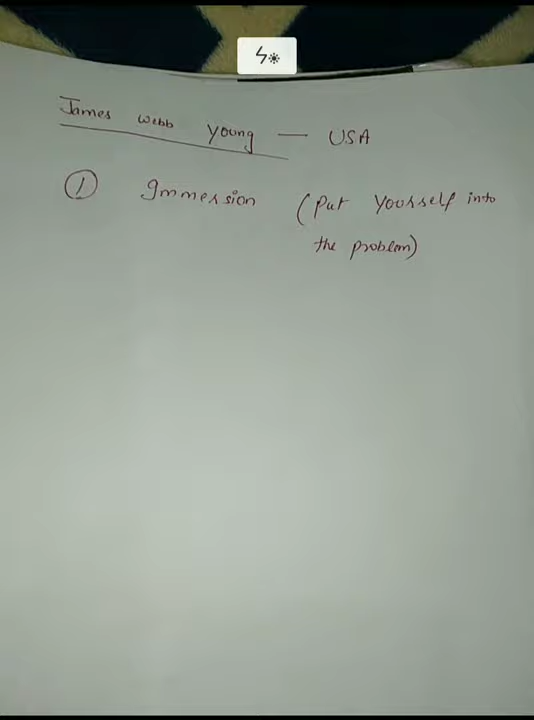 James Webb Young — USA
① Immersion (Put Yourself into
the problem)